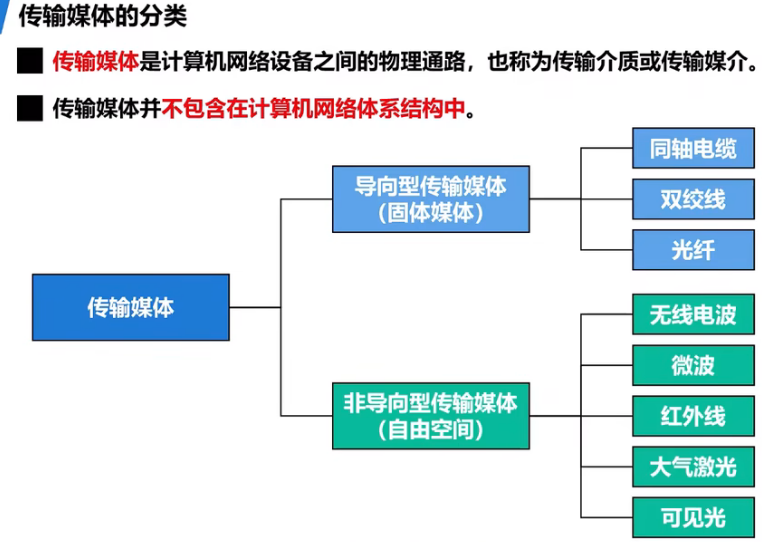 传输媒体的分类
传输媒体是计算机网络设备之间的物理通路，也称为传输介质或传输媒介。
传输媒体并不包含在计算机网络体系结构中。
传输媒体
导向型传输媒体
（固体媒体）
同轴电缆
双绞线
光纤
非导向型传输媒体
（自由空间）
无线电波
微波
红外线
大气激光
可见光